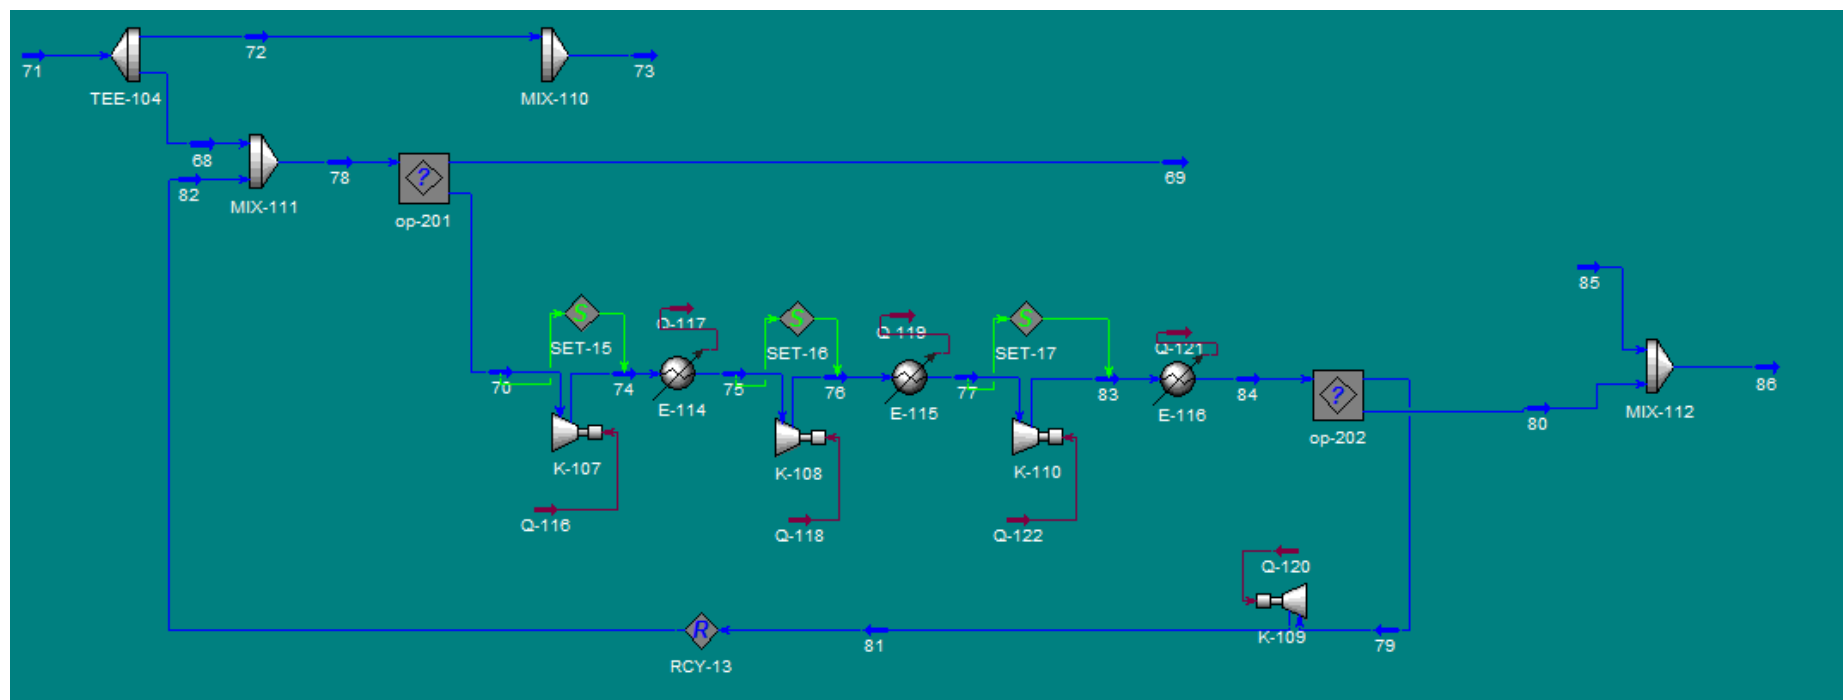 71
TEE-104
72
MIX-110
73
68
82
MIX-111
78
?
op-201
69
70
S
SET-15
74
Q-117
E-114
K-107
Q-116
75
S
SET-16
76
Q-119
E-115
K-108
Q-118
77
S
SET-17
83
Q-121
E-116
K-110
Q-122
84
?
op-202
85
80
MIX-112
86
Q-120
K-109
79
81
R
RCY-13